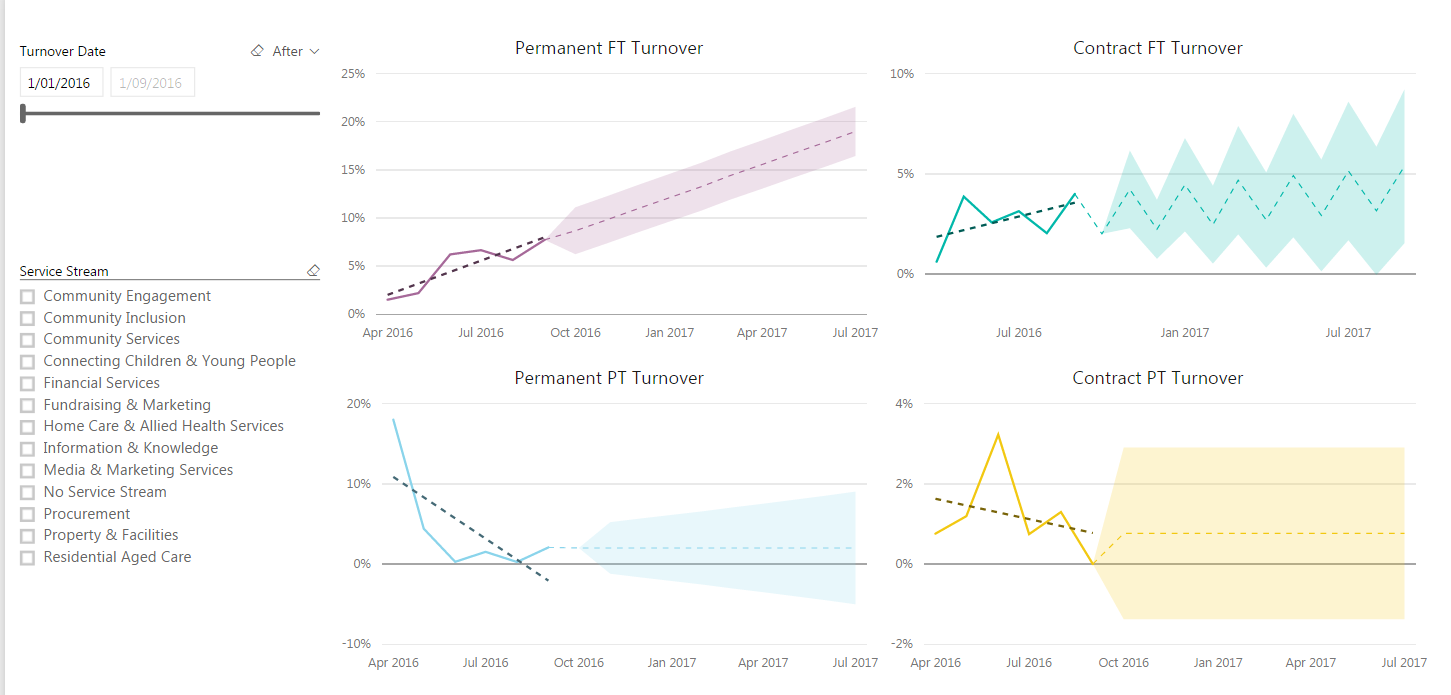 Turnover Date
After
1/01/2016
1/09/2016
Service Stream
Community Engagement
Community Inclusion
Community Services
Connecting Children & Young People
Financial Services
Fundraising & Marketing
Home Care & Allied Health Services
Information & Knowledge
Media & Marketing Services
No Service Stream
Procurement
Property & Facilities
Residential Aged Care
Permanent FT Turnover
25%
20%
15%
10%
5%
0%
Apr 2016 Jul 2016 Oct 2016 Jan 2017 Apr 2017 Jul 2017
Contract FT Turnover
10%
5%
0%
Jul 2016 Jan 2017 Jul 2017
Permanent PT Turnover
20%
10%
0%
-10%
Apr 2016 Jul 2016 Oct 2016 Jan 2017 Apr 2017 Jul 2017
Contract PT Turnover
4%
2%
0%
-2%
Apr 2016 Jul 2016 Oct 2016 Jan 2017 Apr 2017 Jul 2017